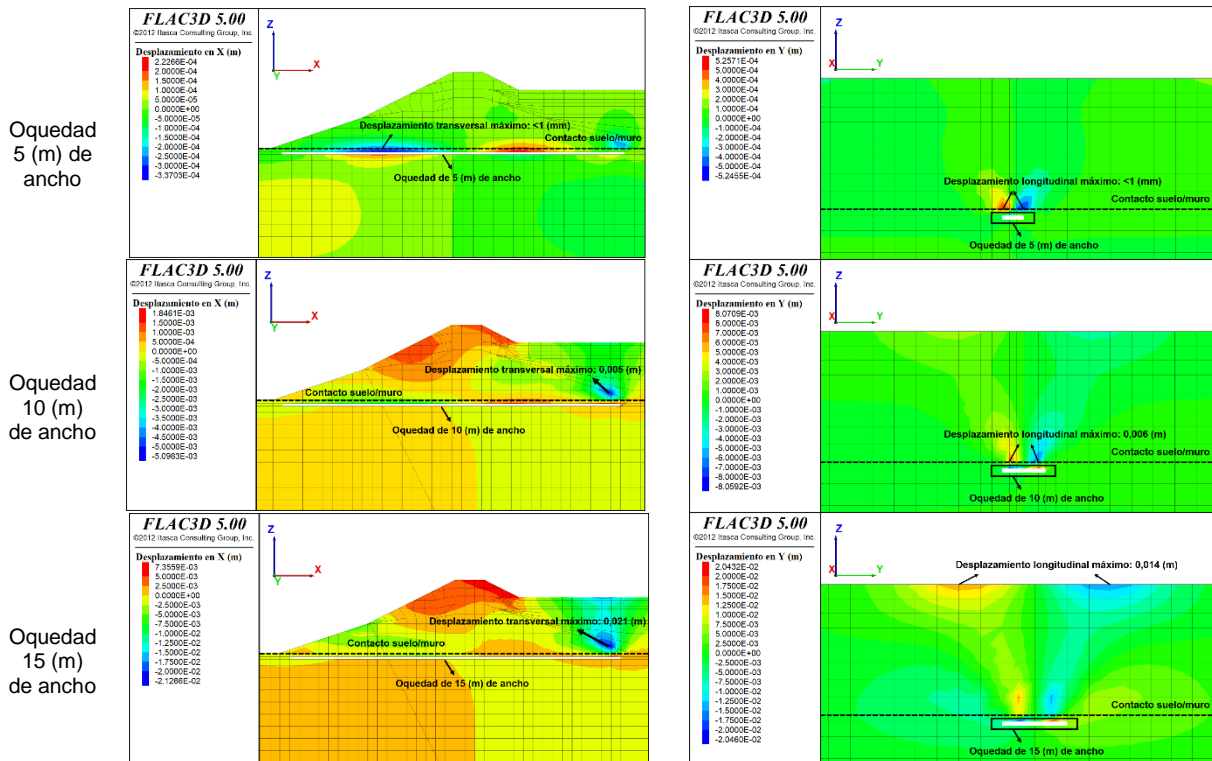 Oquedad
5 (m) de
ancho
FLAC3D 5.00
©2012 Itasca Consulting Group, Inc.
Desplazamiento en X (m)
2.2266E-04
2.0000E-04
1.5000E-04
1.0000E-04
5.0000E-05
0.0000E+00
-5.0000E-05
-1.0000E-04
-1.5000E-04
-2.0000E-04
-2.5000E-04
-3.0000E-04
-3.3703E-04
Z
X
Y
Desplazamiento transversal máximo: <1 (mm)
Contacto suelo/muro
Oquedad de 5 (m) de ancho
FLAC3D 5.00
©2012 Itasca Consulting Group, Inc.
Desplazamiento en Y (m)
5.2571E-04
5.0000E-04
4.0000E-04
3.0000E-04
2.0000E-04
1.0000E-04
0.0000E+00
-1.0000E-04
-2.0000E-04
-3.0000E-04
-4.0000E-04
-5.0000E-04
-5.2455E-04
Z
X
Y
Desplazamiento longitudinal máximo: <1 (mm)
Contacto suelo/muro
Oquedad de 5 (m) de ancho
Oquedad
10 (m)
de ancho
FLAC3D 5.00
©2012 Itasca Consulting Group, Inc.
Desplazamiento en X (m)
1.8461E-03
1.5000E-03
1.0000E-03
5.0000E-04
0.0000E+00
-5.0000E-04
-1.0000E-03
-1.5000E-03
-2.0000E-03
-2.5000E-03
-3.0000E-03
-3.5000E-03
-4.0000E-03
-4.5000E-03
-5.0000E-03
-5.0963E-03
Z
X
Y
Desplazamiento transversal máximo: 0,005 (m)
Contacto suelo/muro
Oquedad de 10 (m) de ancho
FLAC3D 5.00
©2012 Itasca Consulting Group, Inc.
Desplazamiento en Y (m)
8.0709E-03
8.0000E-03
7.0000E-03
6.0000E-03
5.0000E-03
4.0000E-03
3.0000E-03
2.0000E-03
1.0000E-03
0.0000E+00
-1.0000E-03
-2.0000E-03
-3.0000E-03
-4.0000E-03
-5.0000E-03
-6.0000E-03
-7.0000E-03
-8.0000E-03
-8.0592E-03
Z
X
Y
Desplazamiento longitudinal máximo: 0,006 (m)
Contacto suelo/muro
Oquedad de 10 (m) de ancho
Oquedad
15 (m)
de ancho
FLAC3D 5.00
©2012 Itasca Consulting Group, Inc.
Desplazamiento en X (m)
7.3559E-03
5.0000E-03
2.5000E-03
0.0000E+00
-2.5000E-03
-5.0000E-03
-7.5000E-03
-1.0000E-02
-1.2500E-02
-1.5000E-02
-1.7500E-02
-2.0000E-02
-2.1266E-02
Z
X
Y
Desplazamiento transversal máximo: 0,021 (m)
Contacto suelo/muro
Oquedad de 15 (m) de ancho
FLAC3D 5.00
©2012 Itasca Consulting Group, Inc.
Desplazamiento en Y (m)
2.0432E-02
2.0000E-02
1.7500E-02
1.5000E-02
1.2500E-02
1.0000E-02
7.5000E-03
5.0000E-03
2.5000E-03
0.0000E+00
-2.5000E-03
-5.0000E-03
-7.5000E-03
-1.0000E-02
-1.2500E-02
-1.5000E-02
-1.7500E-02
-2.0000E-02
-2.0460E-02
Z
X
Y
Desplazamiento longitudinal máximo: 0,014 (m)
Contacto suelo/muro
Oquedad de 15 (m) de ancho